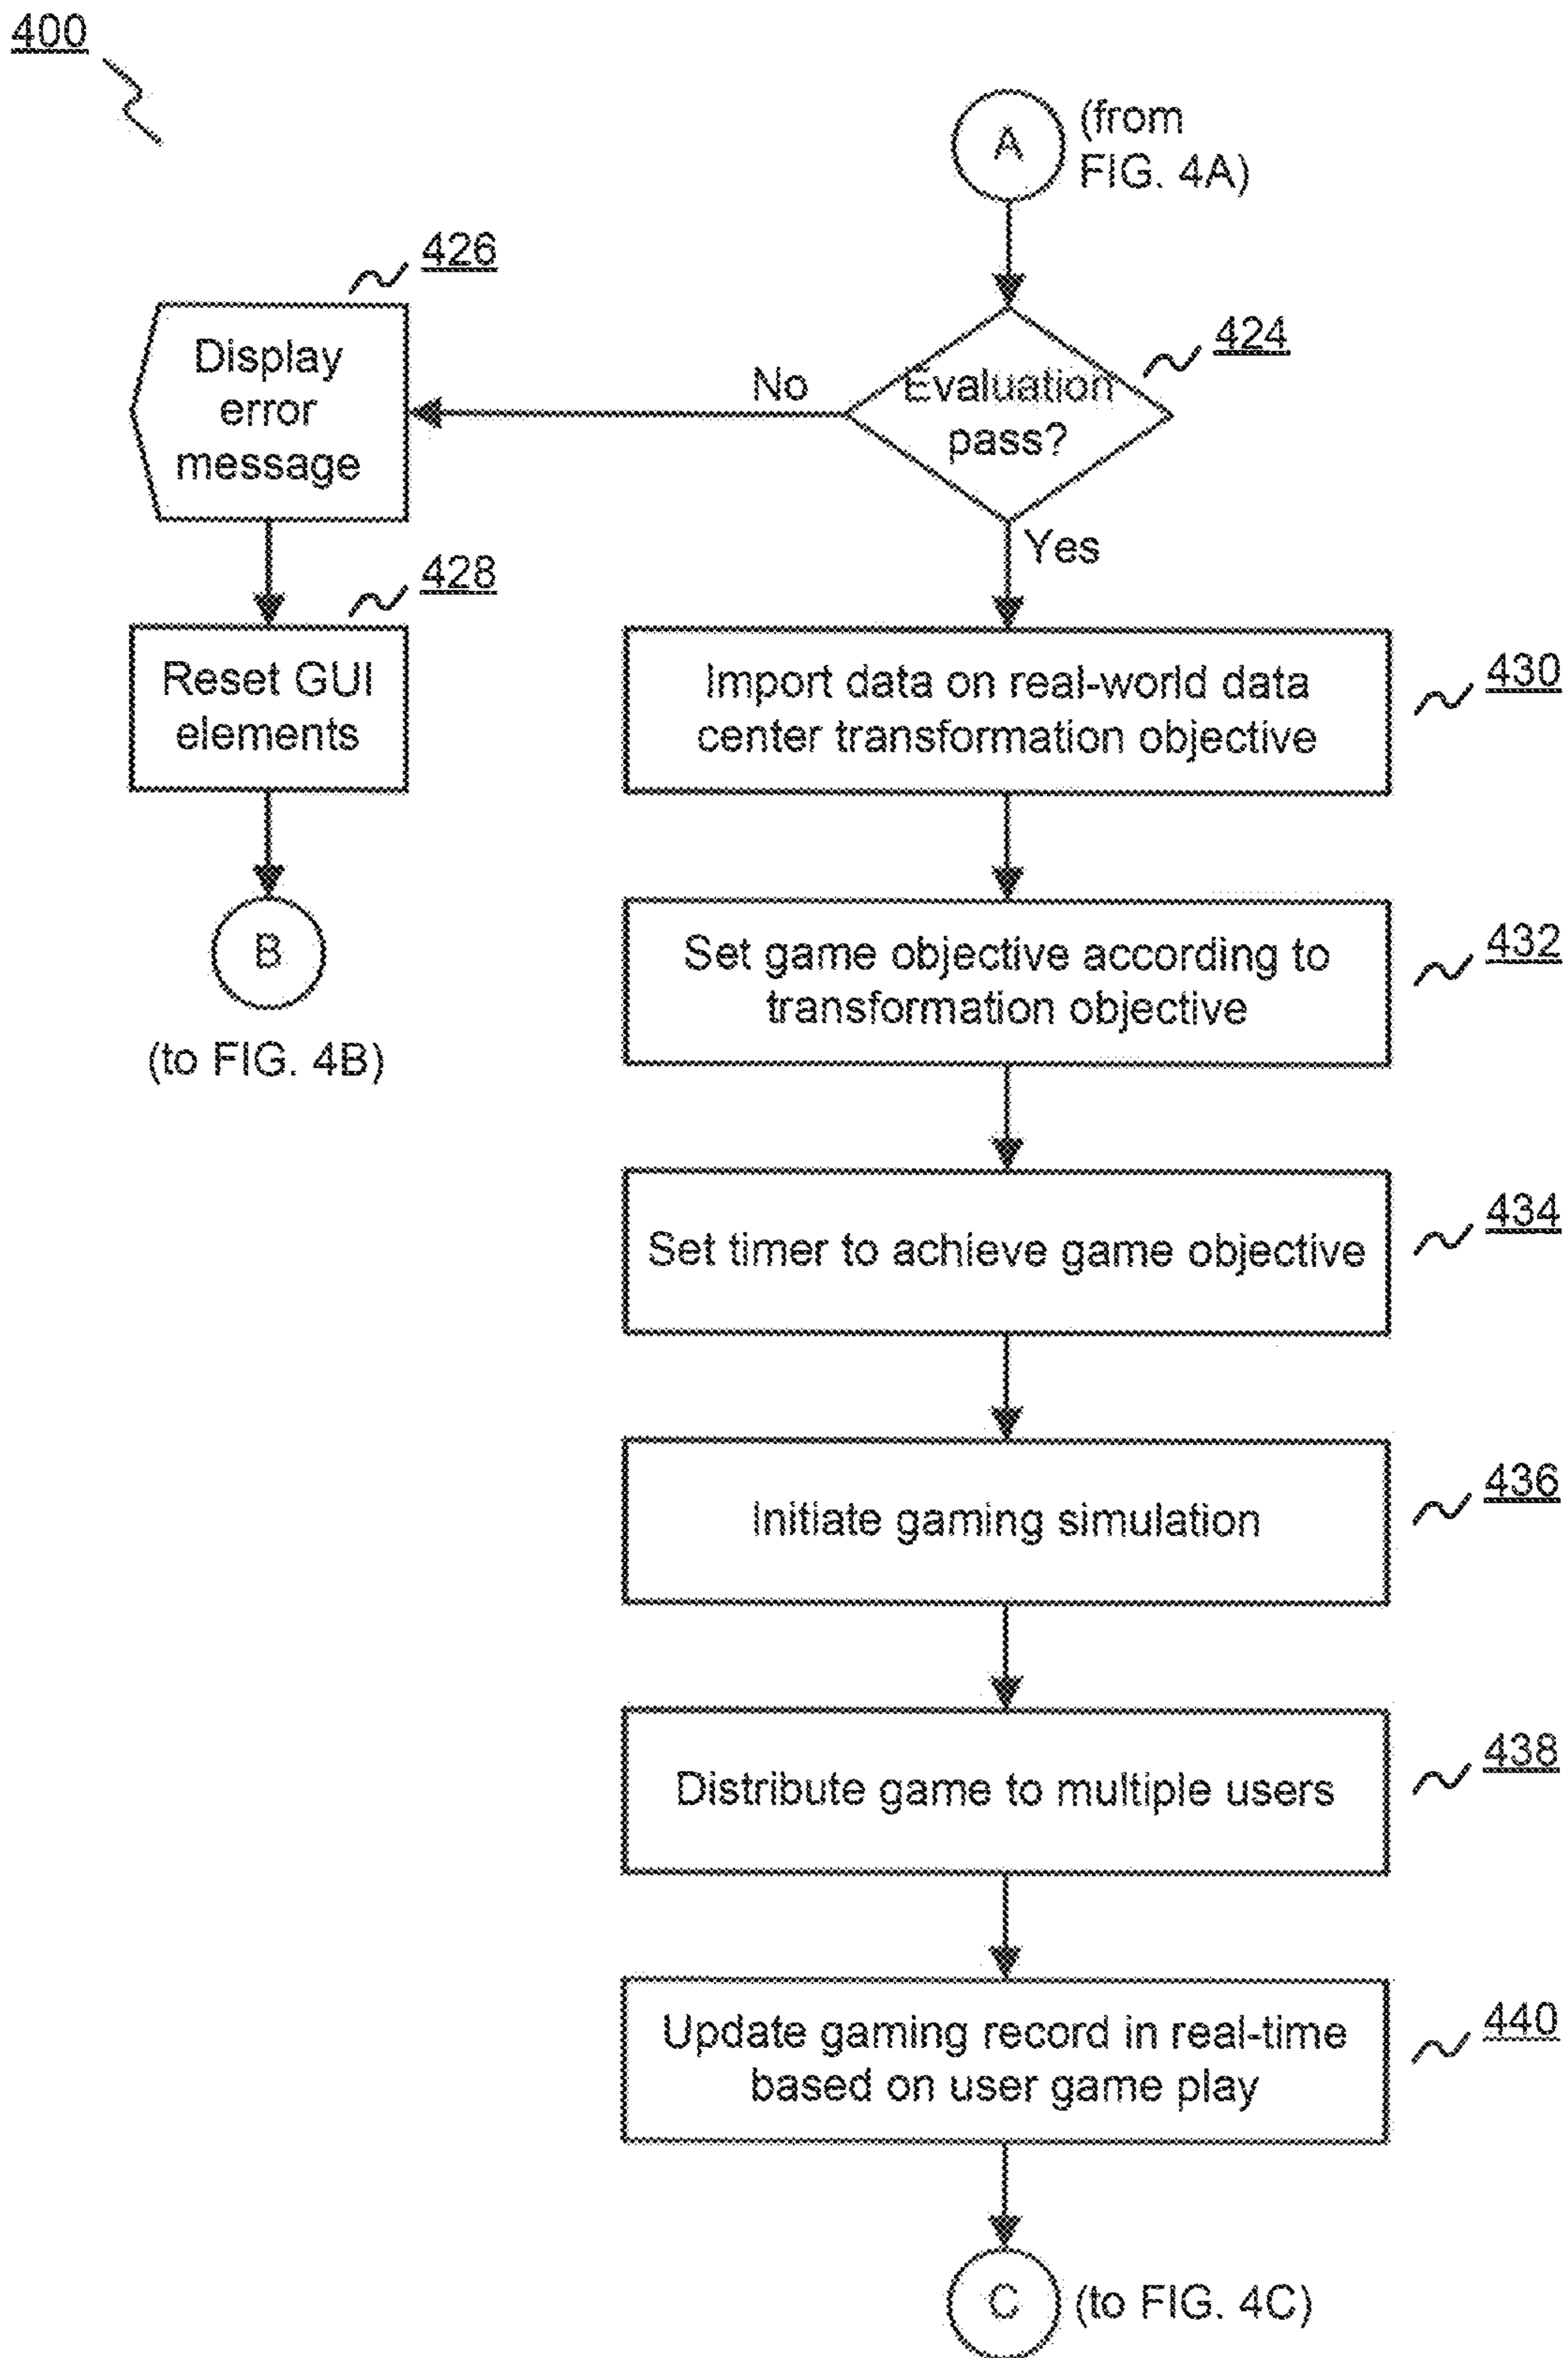 400
A
(from
FIG. 4A)
426
Display
error
message
No
424
Evaluation
pass?
Yes
428
Reset GUI
elements
B
(to FIG. 4B)
430
Import data on real-world data
center transformation objective
432
Set game objective according to
transformation objective
434
Set timer to achieve game objective
436
Initiate gaming simulation
438
Distribute game to multiple users
440
Update gaming record in real-time
based on user game play
C
(to FIG. 4C)